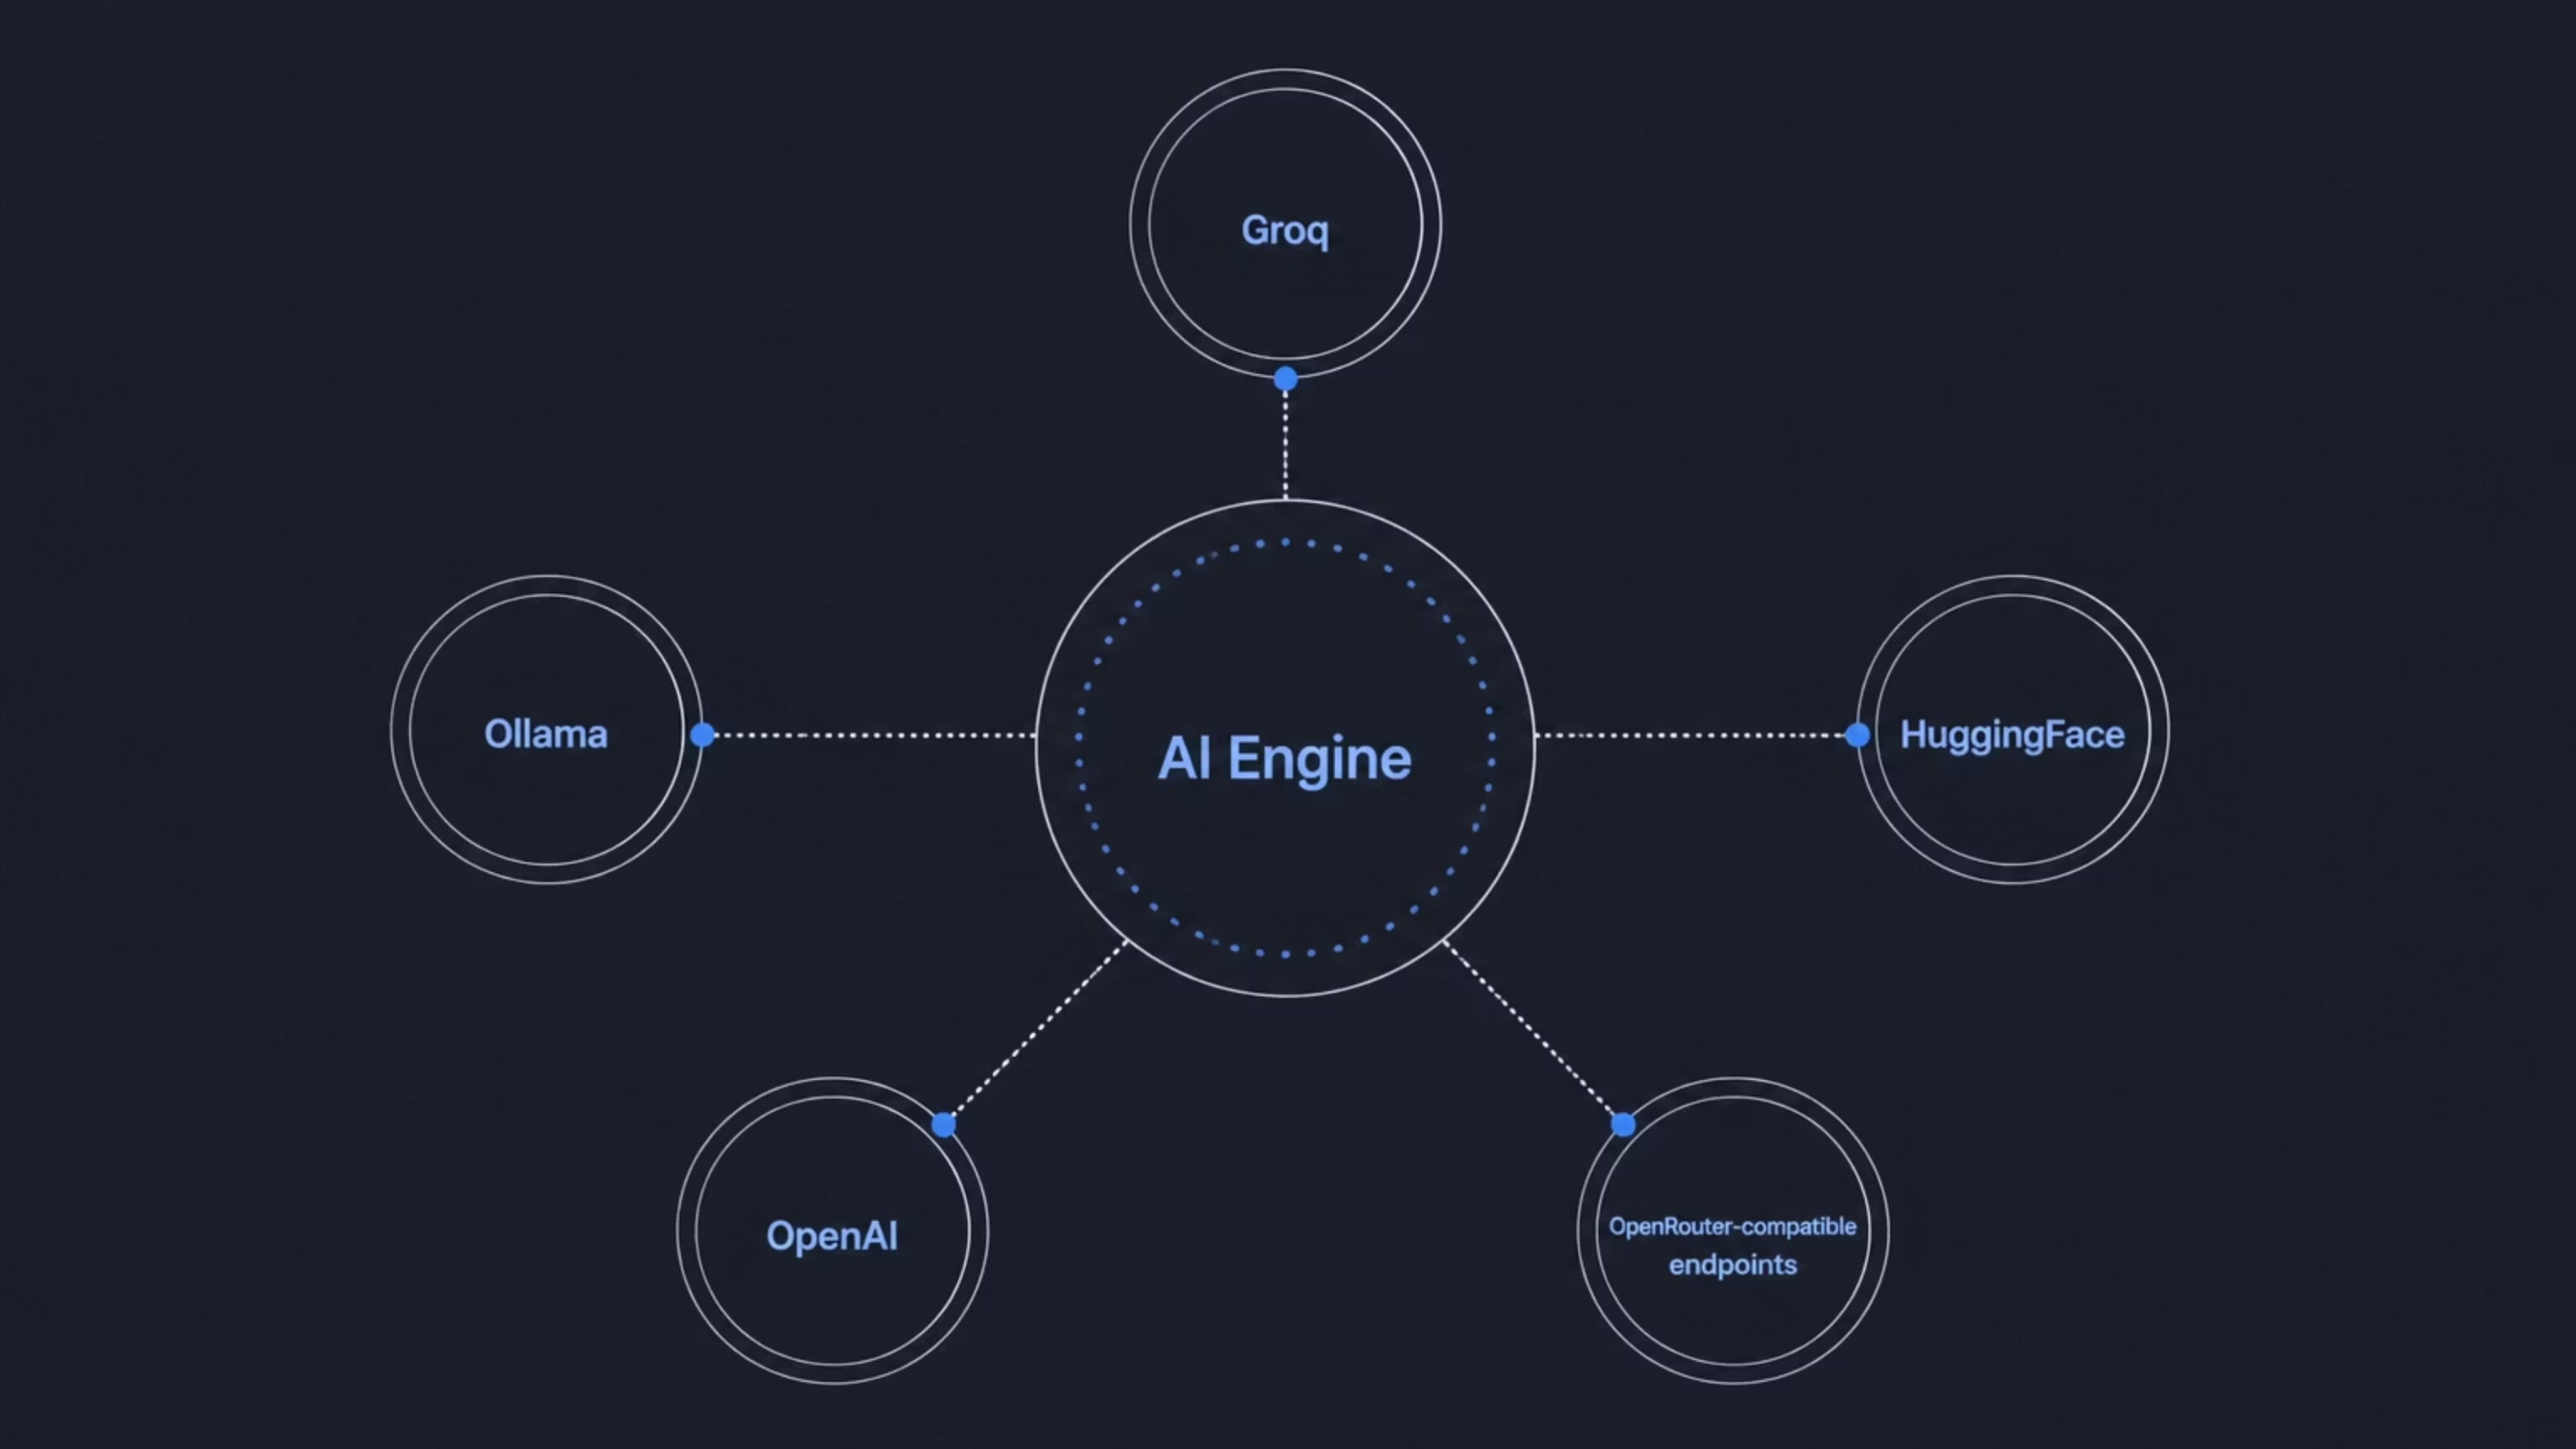 Groq
Ollama
AI Engine
HuggingFace
OpenAI
OpenRouter-compatible
endpoints